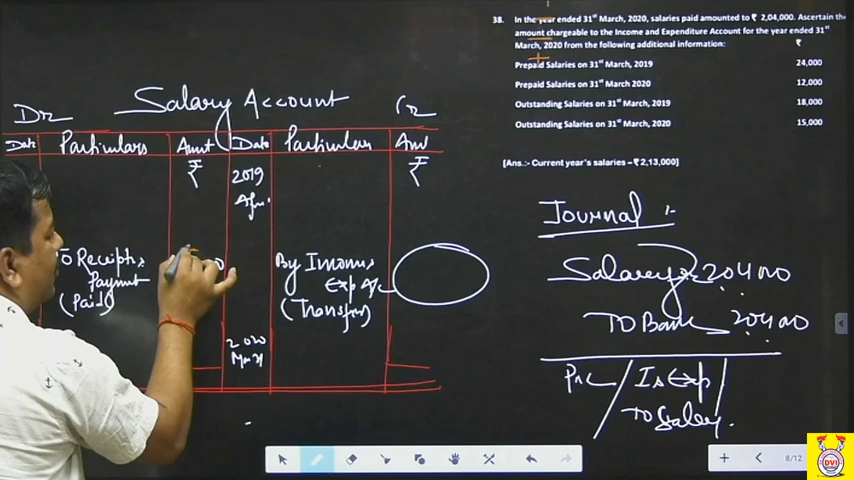 38. In the year ended 31st March, 2020, salaries paid amounted to ₹ 2,04,000. Ascertain the
amount chargeable to the Income and Expenditure Account for the year ended 31st
March, 2020 from the following additional information: ₹
Prepaid Salaries on 31st March, 2019 24,000
Prepaid Salaries on 31st March 2020 12,000
Outstanding Salaries on 31st March, 2019 18,000
Outstanding Salaries on 31st March, 2020 15,000
[Ans.:- Current year's salaries – ₹ 2,13,000]
Dr Salary Account Cr
Date Particulars Amnt Date Particulars Amt
₹ 2019 ₹
Apr.
To Receipts
Payment
(Paid)
By Income
Exp A/c
(Transfer)
2020
Journal :-
Salary 204000
TO Bank 204000
In & Exp
To Salary.
8/12
DVJ